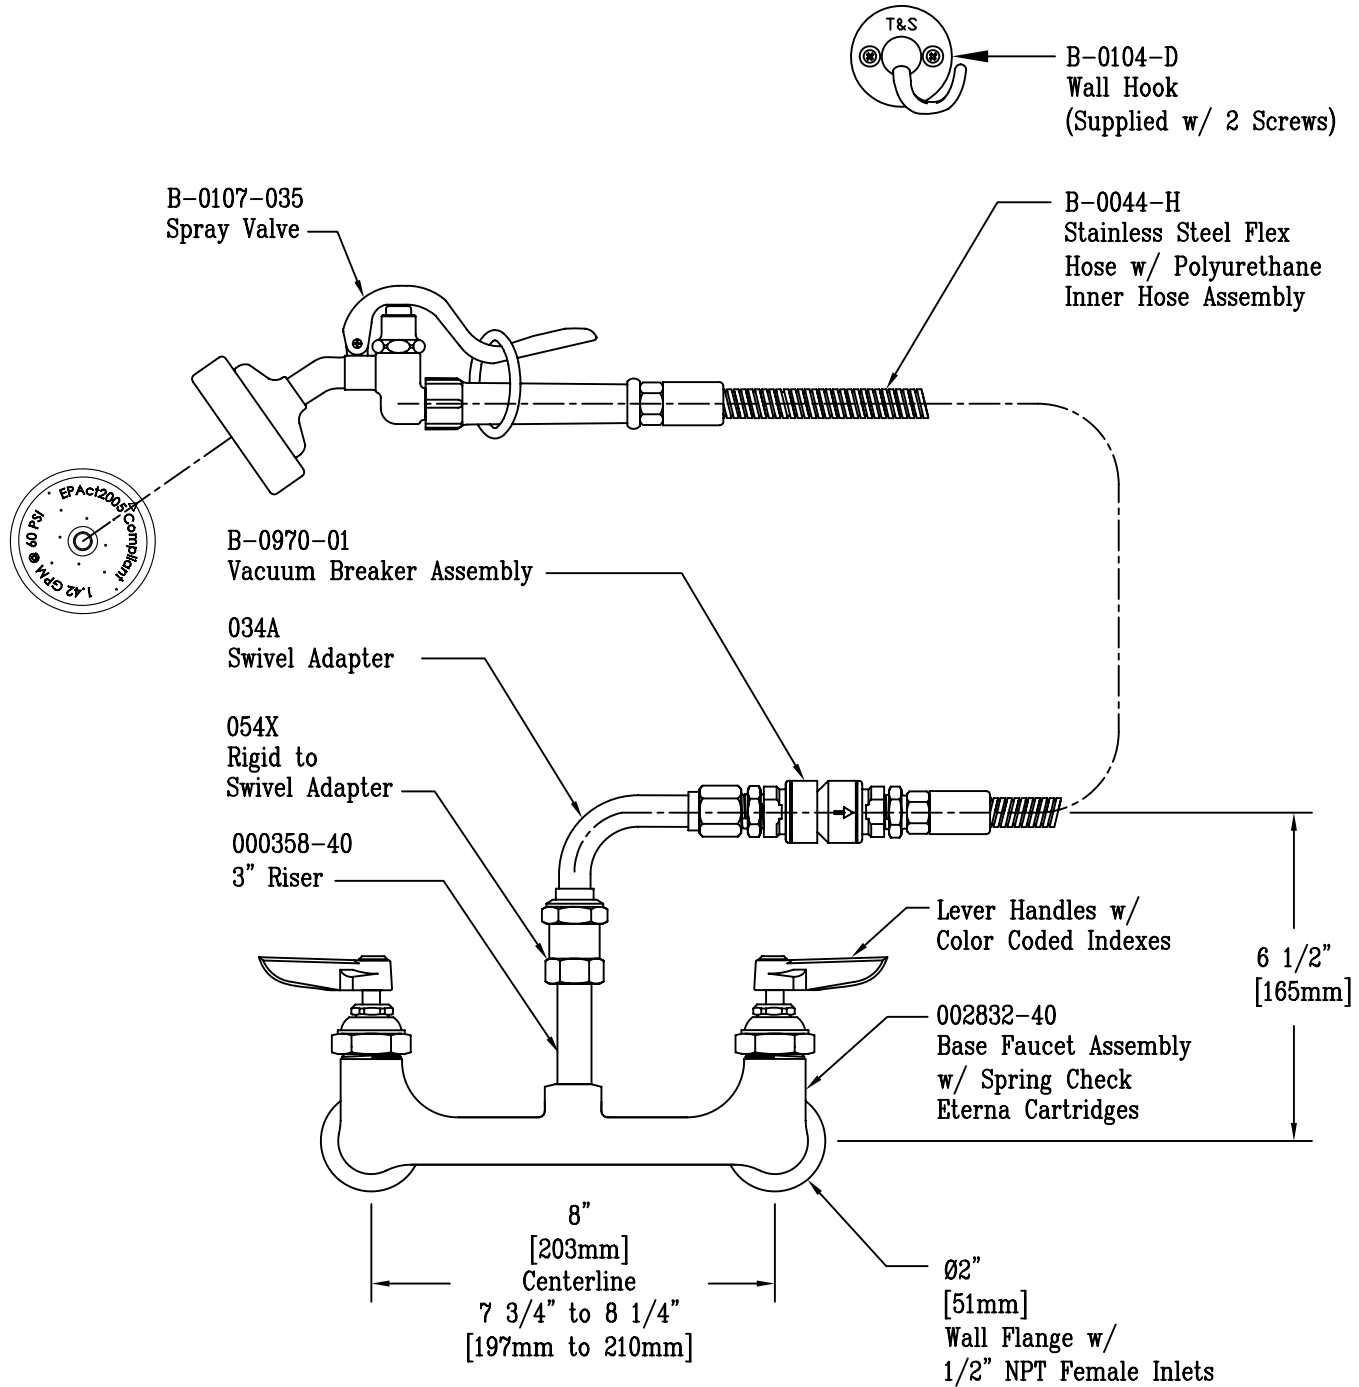 T&S
B-0104-D
Wall Hook
(Supplied w/ 2 Screws)
B-0107-035
Spray Valve
B-0044-H
Stainless Steel Flex
Hose w/ Polyurethane
Inner Hose Assembly
EPAct2005 Compliant
1.42 GPM @ 60 PSI
B-0970-01
Vacuum Breaker Assembly
034A
Swivel Adapter
054X
Rigid to
Swivel Adapter
000358-40
3" Riser
Lever Handles w/
Color Coded Indexes
6 1/2"
[165mm]
002832-40
Base Faucet Assembly
w/ Spring Check
Eterna Cartridges
8"
[203mm]
Centerline
7 3/4" to 8 1/4"
[197mm to 210mm]
Ø2"
[51mm]
Wall Flange w/
1/2" NPT Female Inlets